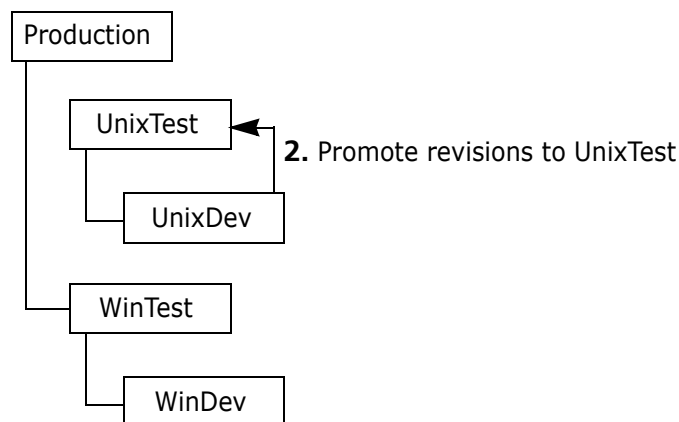 Production
UnixTest
2. Promote revisions to UnixTest
UnixDev
WinTest
WinDev